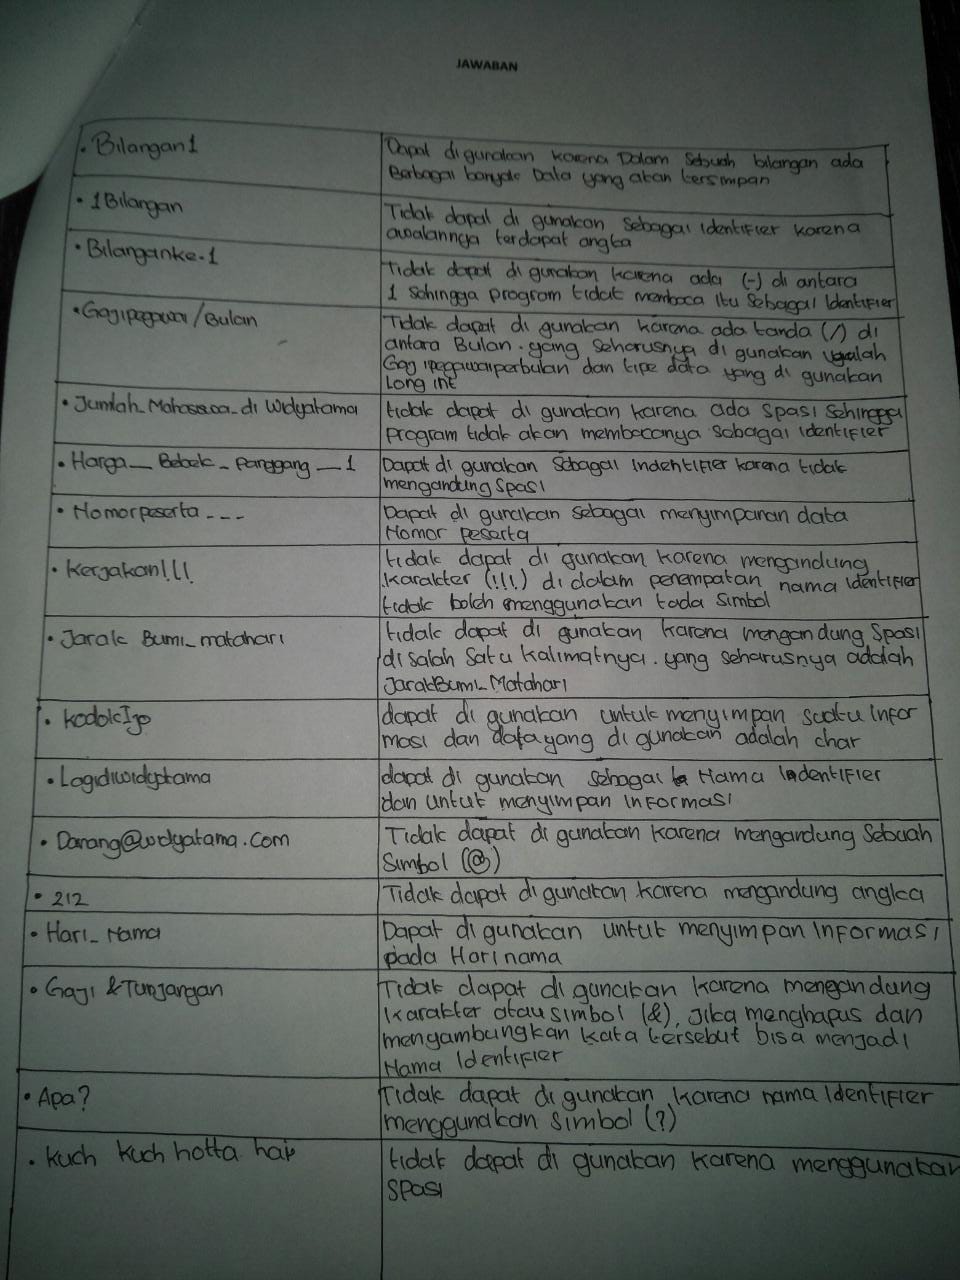 JAWABAN
• Bilangan1
Dapat di gunakan karena Dalam Sebuah bilangan ada
Berbagai banyak Data yang akan tersimpan
• 1Bilangan
Tidak dapat di gunakan Sebagai Identifier karena
awalannya terdapat angka
• Bilanganke-1
Tidak dapat di gunakan karena ada (-) di antara
1 Sehingga program tidak membaca itu Sebagai Identifier
• Gajipegawai/Bulan
Tidak dapat di gunakan karena ada tanda (/) di
antara Bulan. yang Seharusnya di gunakan
Gajipegawaiperbulan dan tipe data yang di gunakan
Long int
• Jumlah_Mahasiswa_di Widyatama
tidak dapat di gunakan karena ada Spasi Sehingga
program tidak akan membacanya Sebagai Identifier
• Harga__Bebek_Panggang__1
Dapat di gunakan Sebagai Indentifier karena tidak
mengandung Spasi
• Nomorpeserta _ _ _
Dapat di gunakan Sebagai menyimpanan data
Nomor peserta
• Kerjakan!!!
tidak dapat di gunakan karena mengandung
Karakter (!!!) di dalam penempatan nama Identifier
tidak boleh menggunakan tada Simbol
• Jarak Bumi_matahari
tidak dapat di gunakan karena mengandung Spasi
di Salah Satu kalimatnya. yang seharusnya adalah
JarakBumi_Matahari
• KodokIjo
dapat di gunakan untuk menyimpan suatu Infor
masi dan data yang di gunakan adalah char
• Logidiwidyatama
dapat di gunakan sebagai Nama Identifier
dan untuk menyimpan Informasi
• Danang@widyatama.Com
Tidak dapat di gunakan karena mengandung Sebuah
Simbol (@)
• 212
Tidak dapat di gunakan karena mengandung angka
• Hari_Nama
Dapat di gunakan untuk menyimpan Informasi
pada Hari nama
• Gaji &Tunjangan
Tidak dapat di gunakan karena mengandung
Karakter atau simbol (&), Jika menghapus dan
mengambungkan kata tersebut bisa menjadi
Nama Identifier
• Apa?
Tidak dapat di gunakan karena nama Identifier
menggunakan Simbol (?)
• Kuch Kuch hotta hai
tidak dapat di gunakan karena menggunakan
Spasi